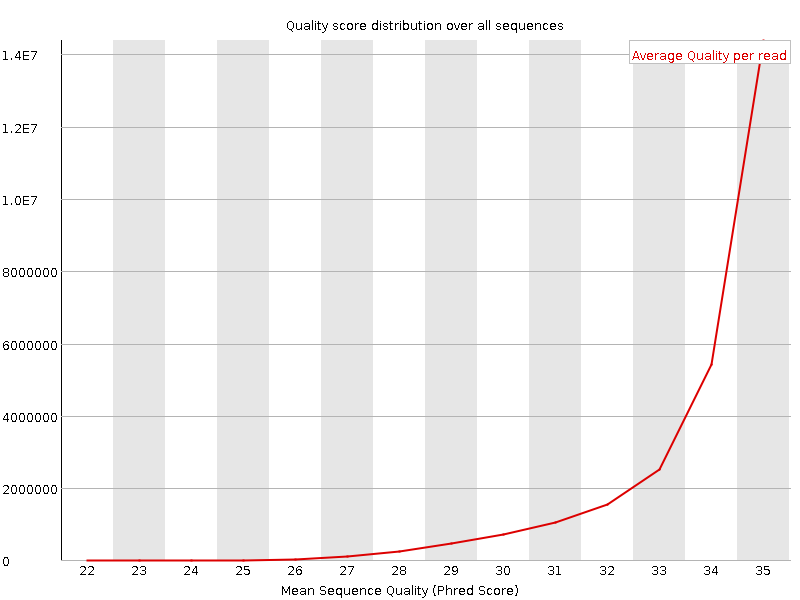 Quality score distribution over all sequences
Average Quality per read
1.4E7
1.2E7
1.0E7
8000000
6000000
4000000
2000000
0
22 23 24 25 26 27 28 29 30 31 32 33 34 35
Mean Sequence Quality (Phred Score)